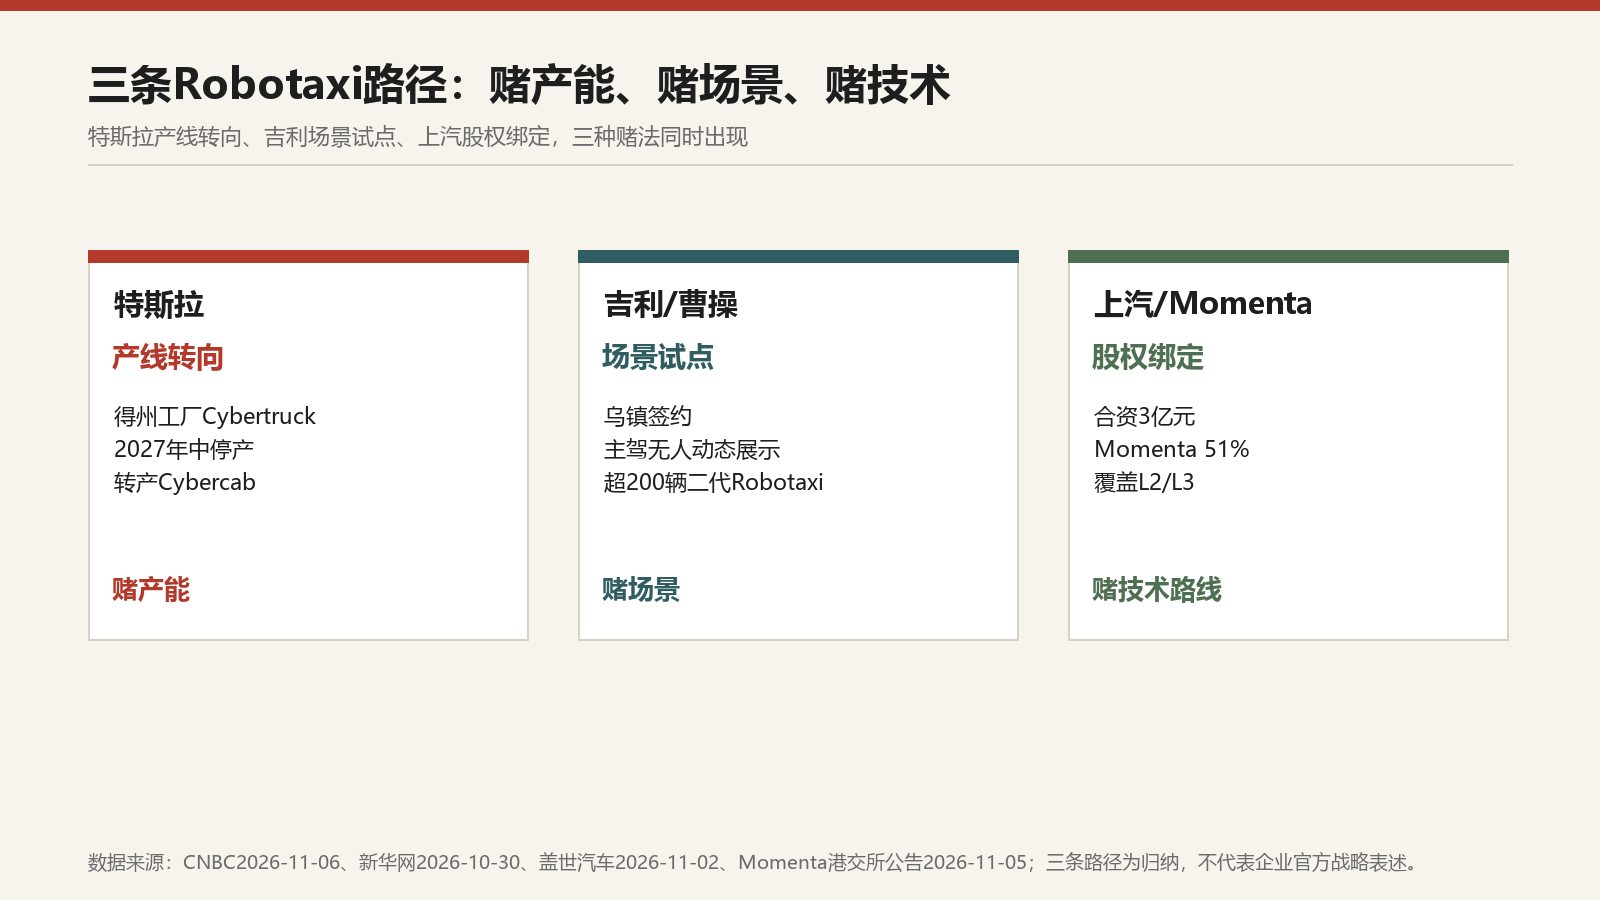 三条Robotaxi路径：赌产能、赌场景、赌技术
特斯拉产线转向、吉利场景试点、上汽股权绑定，三种赌法同时出现
特斯拉
产线转向
得州工厂Cybertruck
2027年中停产
转产Cybercab
赌产能
吉利/曹操
场景试点
乌镇签约
主驾无人动态展示
超200辆二代Robotaxi
赌场景
上汽/Momenta
股权绑定
合资3亿元
Momenta 51%
覆盖L2/L3
赌技术路线
数据来源：CNBC2026-11-06、新华网2026-10-30、盖世汽车2026-11-02、Momenta港交所公告2026-11-05；三条路径为归纳，不代表企业官方战略表述。